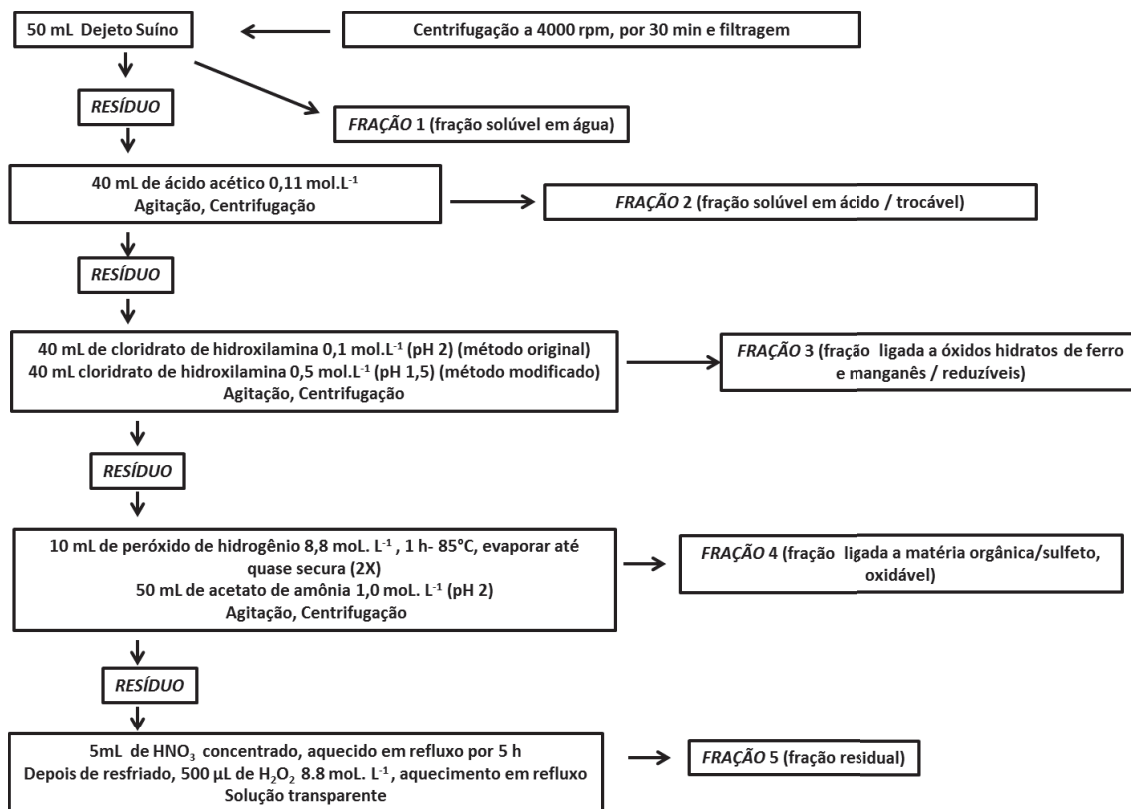 50 mL Dejeto Suíno
Centrifugação a 4000 rpm, por 30 min e filtragem
RESÍDUO
FRAÇÃO 1 (fração solúvel em água)
40 mL de ácido acético 0,11 mol.L⁻¹
Agitação, Centrifugação
FRAÇÃO 2 (fração solúvel em ácido / trocável)
RESÍDUO
40 mL de cloridrato de hidroxilamina 0,1 mol.L⁻¹ (pH 2) (método original)
40 mL cloridrato de hidroxilamina 0,5 mol.L⁻¹ (pH 1,5) (método modificado)
Agitação, Centrifugação
FRAÇÃO 3 (fração ligada a óxidos hidratos de ferro
e manganês / reduzíveis)
RESÍDUO
10 mL de peróxido de hidrogênio 8,8 moL. L⁻¹ , 1 h- 85°C, evaporar até
quase secura (2X)
50 mL de acetato de amônia 1,0 moL. L⁻¹ (pH 2)
Agitação, Centrifugação
FRAÇÃO 4 (fração ligada a matéria orgânica/sulfeto,
oxidável)
RESÍDUO
5mL de HNO₃ concentrado, aquecido em refluxo por 5 h
Depois de resfriado, 500 µL de H₂O₂ 8.8 moL. L⁻¹ , aquecimento em refluxo
Solução transparente
FRAÇÃO 5 (fração residual)